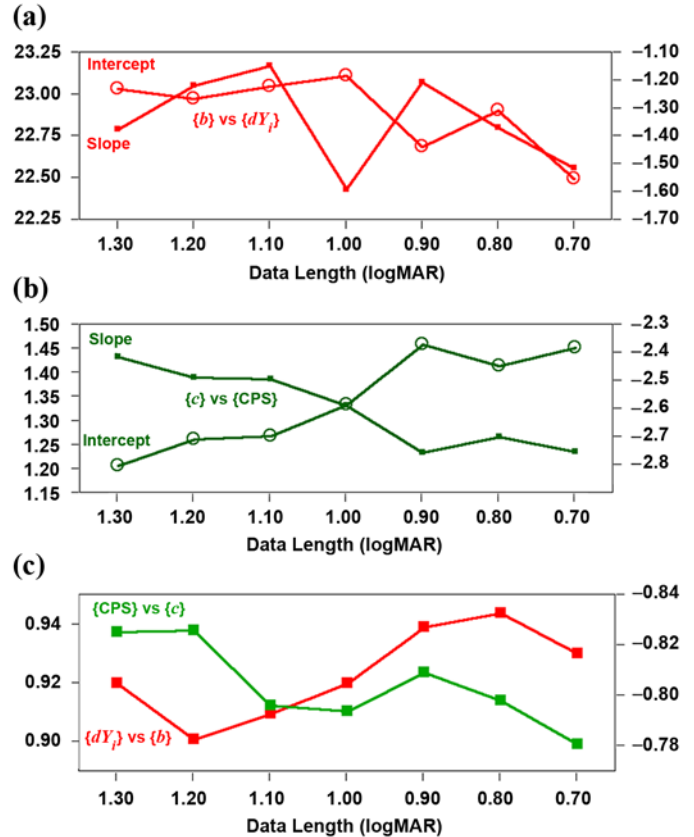 (a)
23.25
23.00
22.75
22.50
22.25
Intercept
{b} vs {dYi}
Slope
−1.10
−1.20
−1.30
−1.40
−1.50
−1.60
−1.70
1.30 1.20 1.10 1.00 0.90 0.80 0.70
Data Length (logMAR)
(b)
1.50
1.45
1.40
1.35
1.30
1.25
1.20
1.15
Slope
{c} vs {CPS}
Intercept
−2.3
−2.4
−2.5
−2.6
−2.7
−2.8
1.30 1.20 1.10 1.00 0.90 0.80 0.70
Data Length (logMAR)
(c)
0.94
0.92
0.90
{CPS} vs {c}
{dYi} vs {b}
−0.84
−0.82
−0.80
−0.78
1.30 1.20 1.10 1.00 0.90 0.80 0.70
Data Length (logMAR)